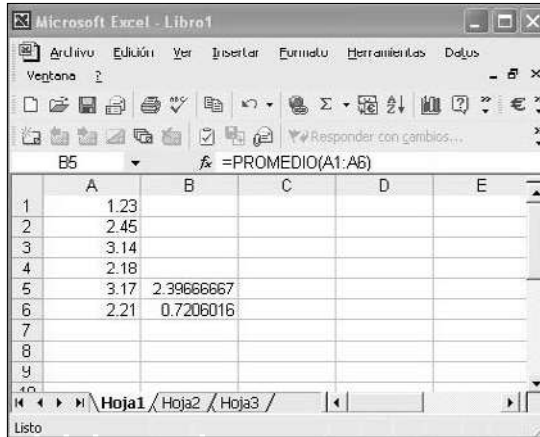 Microsoft Excel - Libro1
Archivo Edición Ver Insertar Formato Herramientas Datos
Ventana ?
Responder con cambios...
B5 fx =PROMEDIO(A1:A6)
A B C D E
1 1.23
2 2.45
3 3.14
4 2.18
5 3.17 2.39666667
6 2.21 0.7206016
7
8
9
10
Hoja1 / Hoja2 / Hoja3 /
Listo